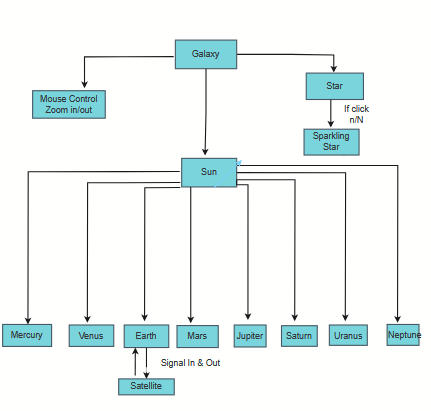 Galaxy
Mouse Control
Zoom in/out
Star
If click
n/N
Sparkling
Star
Sun
Mercury
Venus
Earth
Mars
Jupiter
Saturn
Uranus
Neptune
Signal In & Out
Satellite